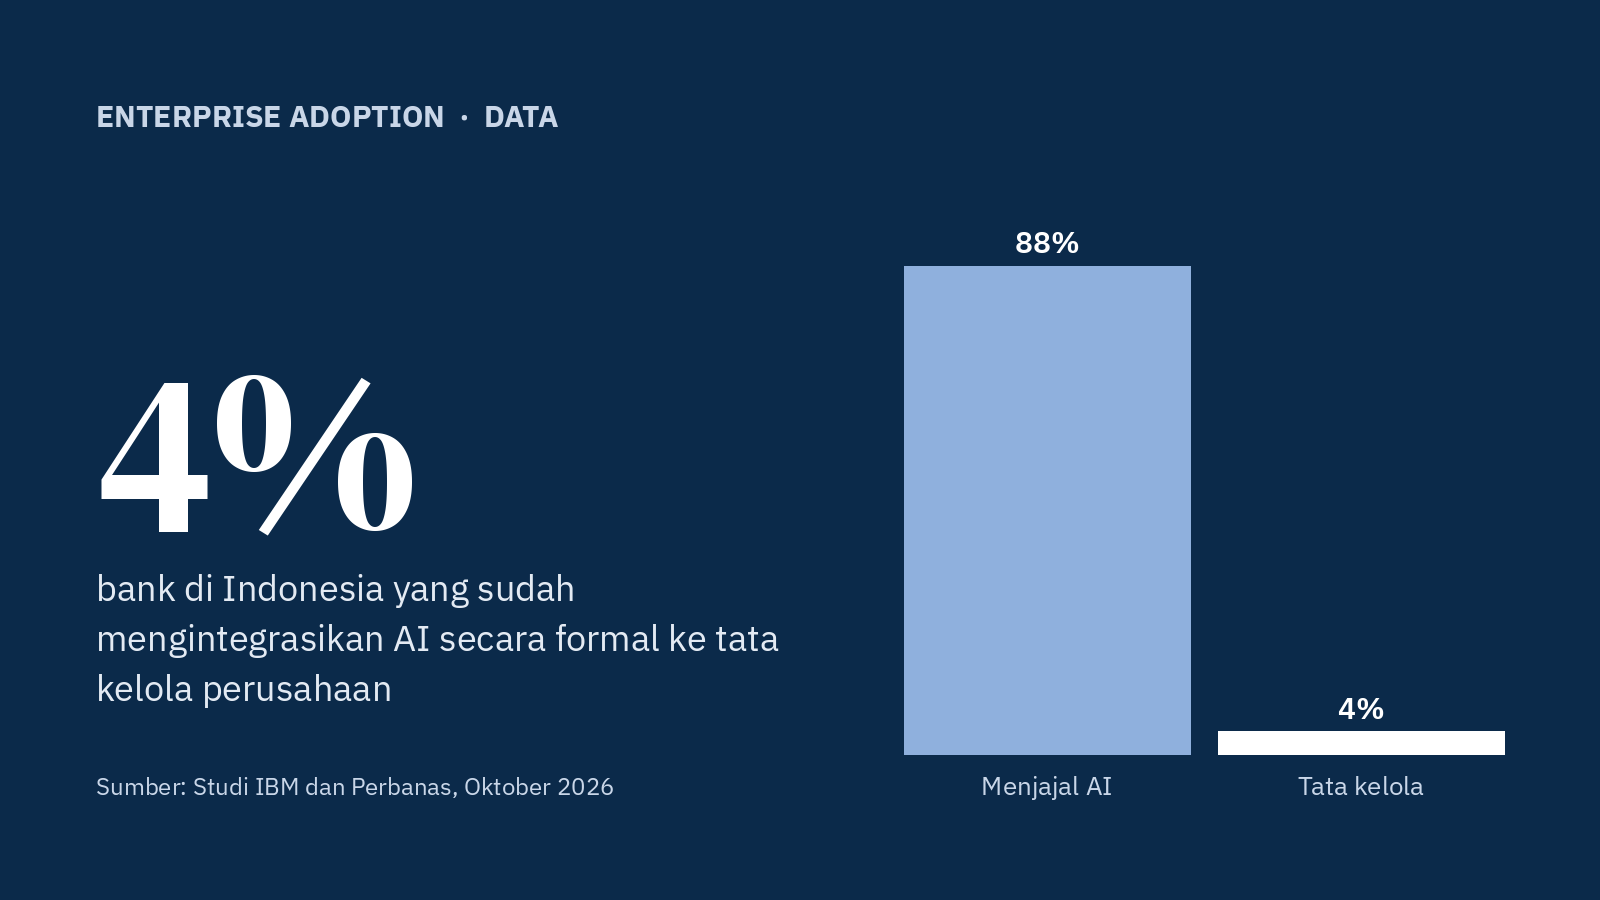 ENTERPRISE ADOPTION · DATA
4%
bank di Indonesia yang sudah
mengintegrasikan AI secara formal ke tata
kelola perusahaan
Sumber: Studi IBM dan Perbanas, Oktober 2026
88%
4%
Menjajal AI
Tata kelola